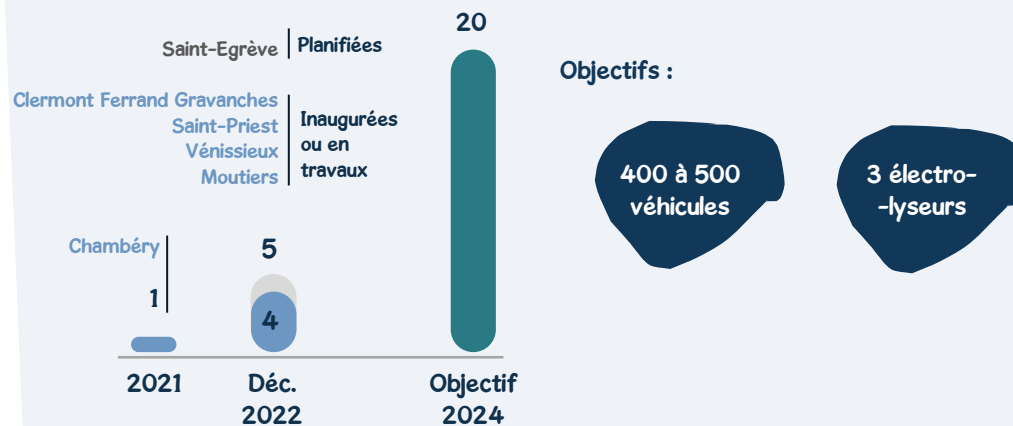 20
Saint-Egrève
Planifiées
Objectifs :
Clermont Ferrand Gravanches
Saint-Priest
Vénissieux
Moutiers
Inaugurées
ou en
travaux
400 à 500
véhicules
3 électro-
-lyseurs
Chambéry
1
5
4
2021
Déc.
2022
Objectif
2024